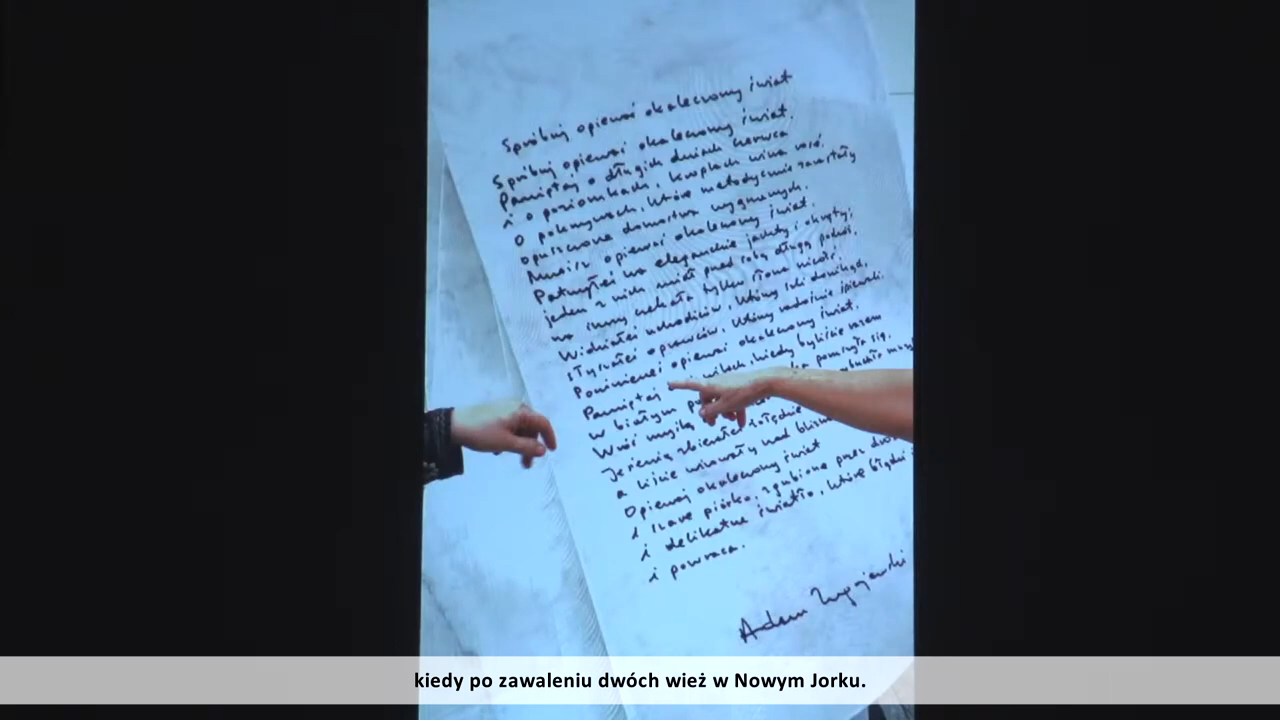 Spróbuj opiewać okaleczony świat
Spróbuj opiewać okaleczony świat.
Pamiętaj o długich dniach czerwca
i o poziomkach, kroplach wina rosé.
O pokrzywach, które metodycznie zarastały
opuszczone domostwa wygnanych.
Musisz opiewać okaleczony świat.
Patrzyłeś na eleganckie jachty i okręty;
jeden z nich miał przed sobą długą podróż,
na inny czekała tylko słona nicość.
Widziałeś uchodźców, którzy szli donikąd,
słyszałeś oprawców, którzy radośnie śpiewali.
Powinieneś opiewać okaleczony świat.
Pamiętaj chwilach, kiedy byliście razem
w białym poruszyła się.
Wróć myślą
Jesienią zbierałeś żołędzie
a liście wirowały nad
Opiewaj okaleczony świat
i szare piórko, zgubione przez
i delikatne światło, które błądzi i
i powraca.
Adam Zagajewski
kiedy po zawaleniu dwóch wież w Nowym Jorku.